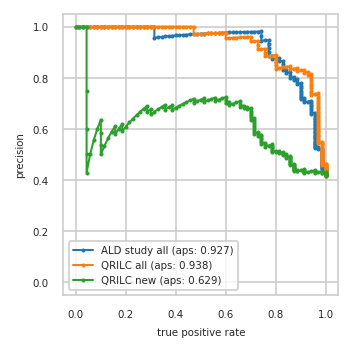 1.0
0.8
0.6
0.4
0.2
0.0
precision
ALD study all (aps: 0.927)
QRILC all (aps: 0.938)
QRILC new (aps: 0.629)
0.0 0.2 0.4 0.6 0.8 1.0
true positive rate